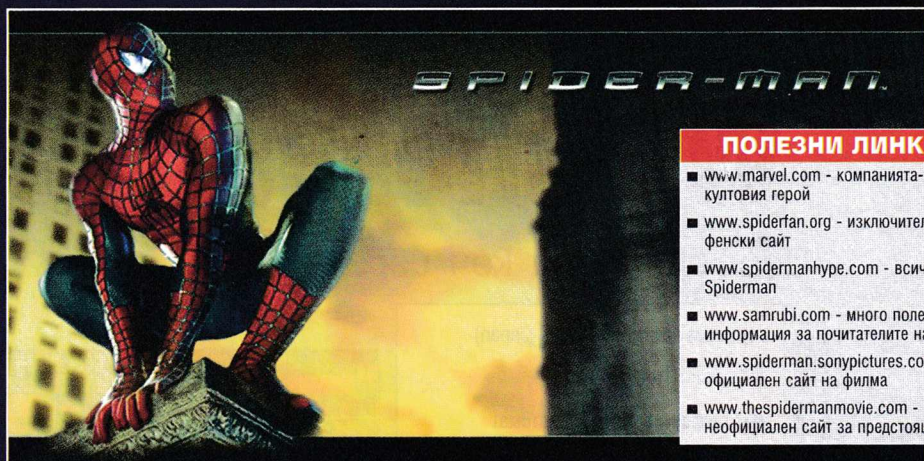 SPIDER-MAN
ПОЛЕЗНИ ЛИНК
■ www.marvel.com - компанията-
култовия герой
■ www.spiderfan.org - изключител
фенски сайт
■ www.spidermanhype.com - всич
Spiderman
■ www.samrubi.com - много поле
информация за почитателите на
■ www.spiderman.sonypictures.co
официален сайт на филма
■ www.thespidermanmovie.com -
неофициален сайт за предстоящ